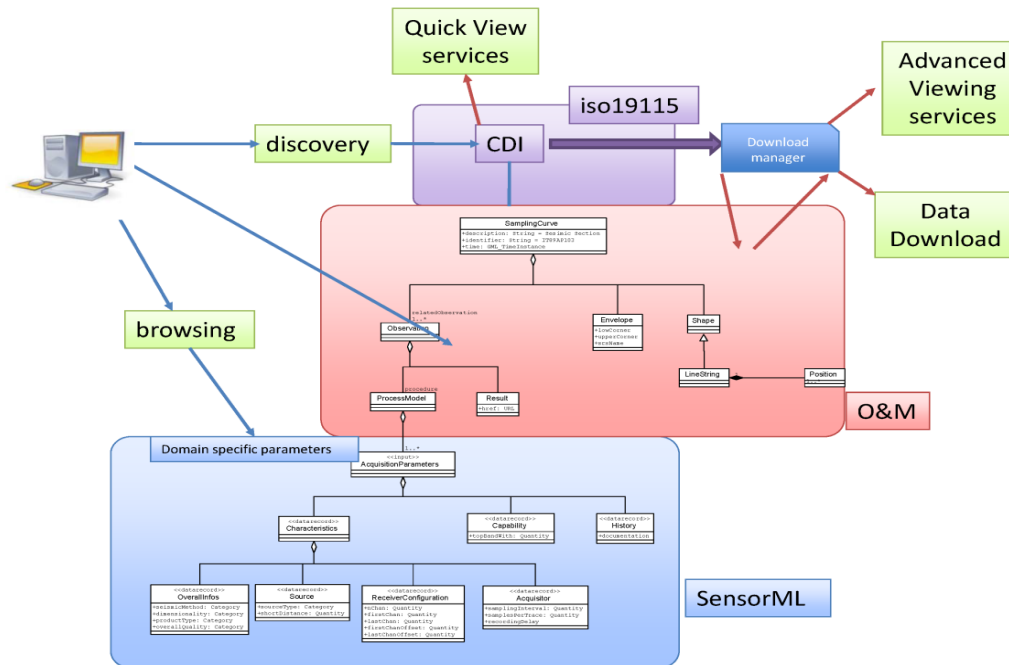 Quick View
services
Advanced
Viewing
services
iso19115
discovery
CDI
Download
manager
Data
Download
SamplingCurve
+description: String = Sesimic Section
+identifier: String = IT89AF103
+time: GML_TimeInstance
relatedObservation
1..*
Observation
Envelope
+lowCorner
+upperCorner
+srsName
Shape
browsing
LineString
Position
procedure
ProcessModel
Result
+href: URL
O&M
Domain specific parameters
1..*
<<input>>
AcquisitionParameters
<<datarecord>>
Characteristics
<<datarecord>>
Capability
+topBandWith: Quantity
<<datarecord>>
History
+documentation
<<datarecord>>
OverallInfos
+seismicMethod: Category
+dimensionality: Category
+productType: Category
+overallQuality: Category
<<datarecord>>
Source
+sourceType: Category
+shortDistance: Quantity
<<datarecord>>
ReceiverConfiguration
+nChan: Quantity
+firstChan: Quantity
+lastChan: Quantity
+firstChanOffset: Quantity
+lastChanOffset: Quantity
<<datarecord>>
Acquisitor
+samplingInterval: Quantity
+samplesPerTrace: Quantity
+recordingDelay
SensorML